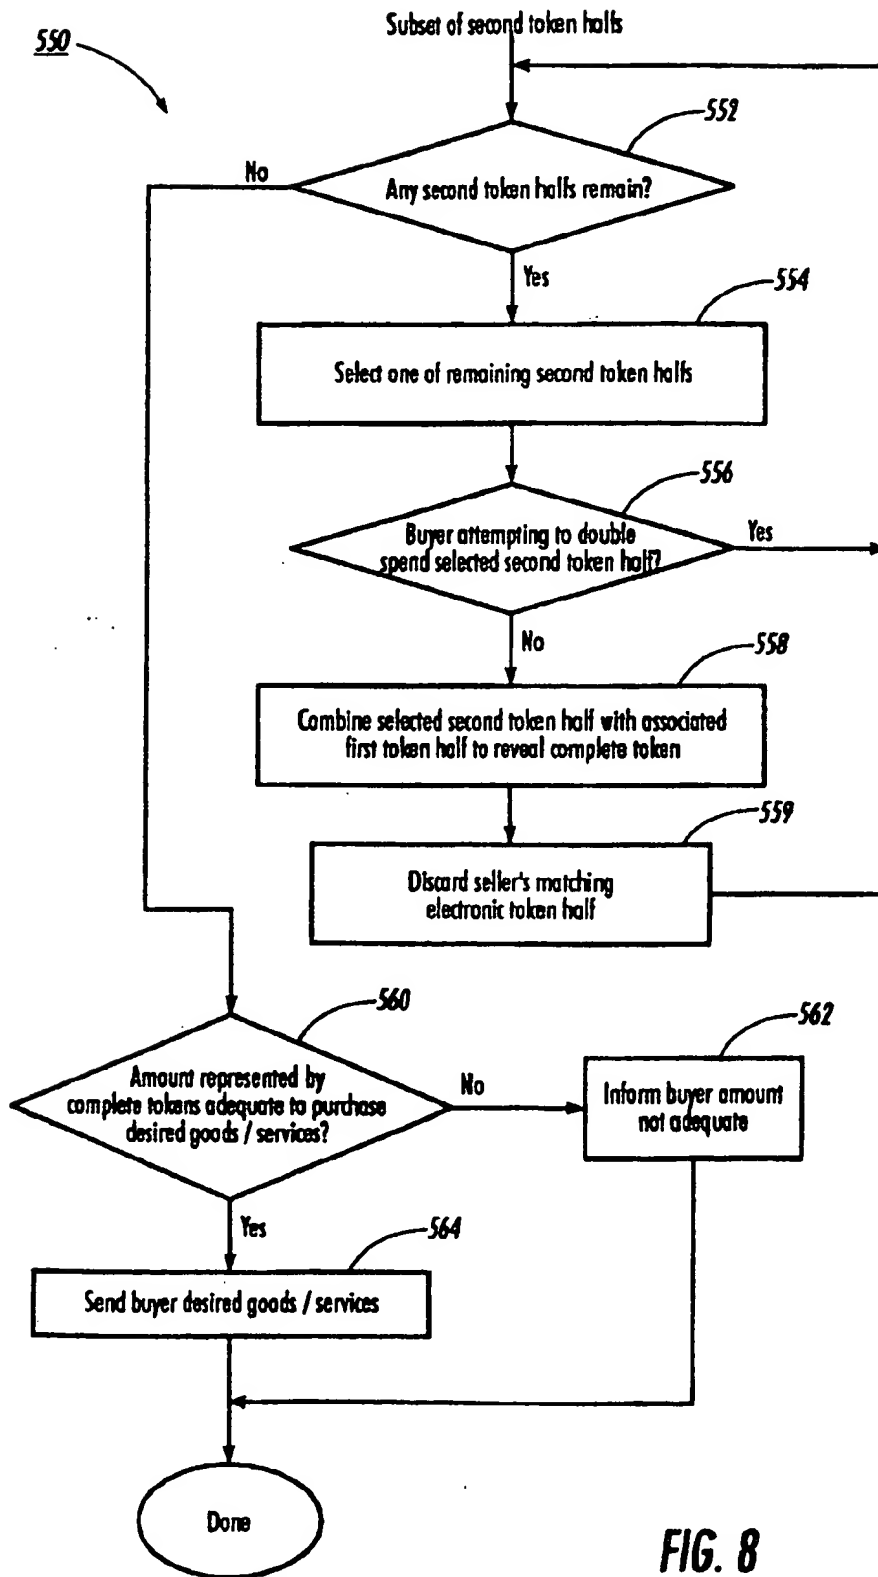 Subset of second token halfs
550
552
No
Any second token halfs remain?
Yes
554
Select one of remaining second token halfs
556
Buyer attempting to double
spend selected second token half?
Yes
No
558
Combine selected second token half with associated
first token half to reveal complete token
559
Discard seller's matching
electronic token half
560
562
Amount represented by
complete tokens adequate to purchase
desired goods / services?
No
Inform buyer amount
not adequate
Yes
564
Send buyer desired goods / services
Done
FIG. 8